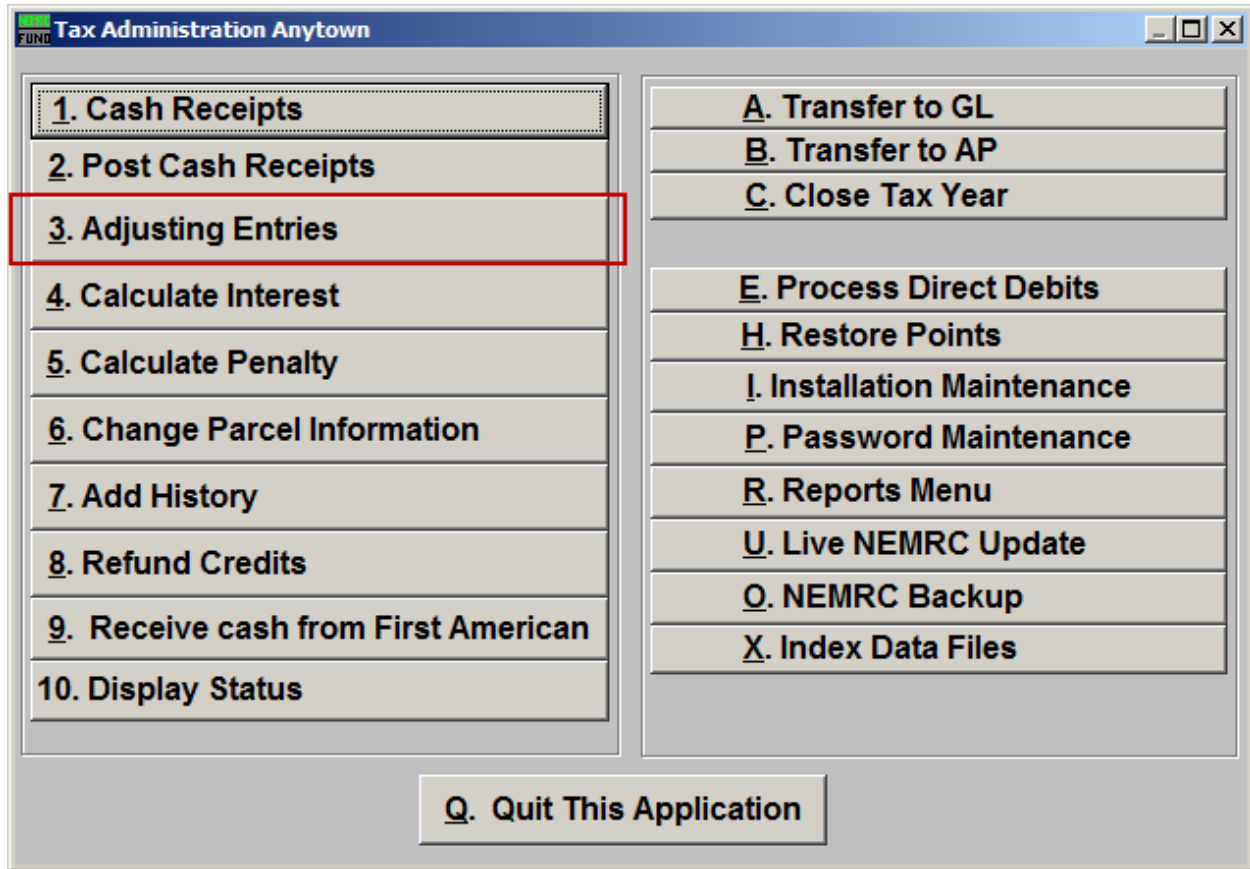 NEMRC
FUND
Tax Administration Anytown
1. Cash Receipts
2. Post Cash Receipts
3. Adjusting Entries
4. Calculate Interest
5. Calculate Penalty
6. Change Parcel Information
7. Add History
8. Refund Credits
9. Receive cash from First American
10. Display Status
A. Transfer to GL
B. Transfer to AP
C. Close Tax Year
E. Process Direct Debits
H. Restore Points
I. Installation Maintenance
P. Password Maintenance
R. Reports Menu
U. Live NEMRC Update
O. NEMRC Backup
X. Index Data Files
Q. Quit This Application